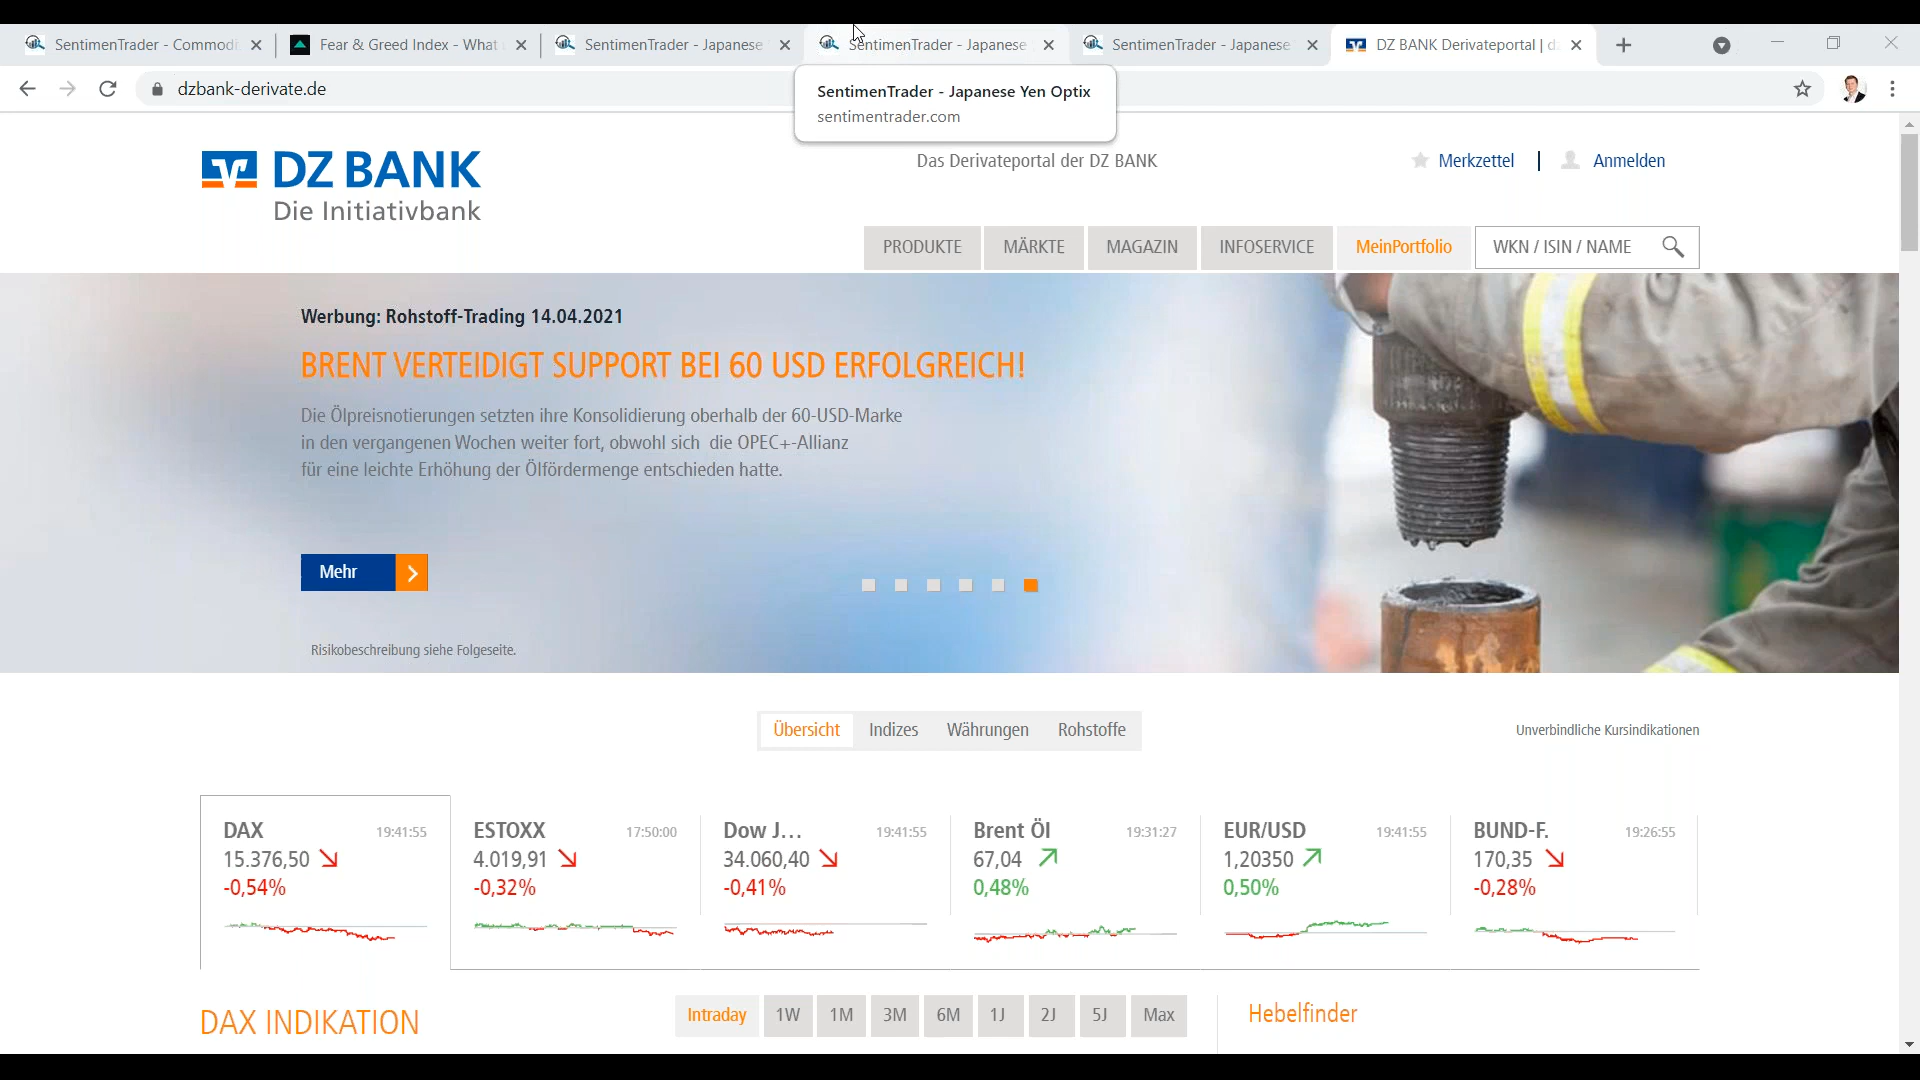 SentimenTrader - Commodi
Fear & Greed Index - What
SentimenTrader - Japanese
SentimenTrader - Japanese
SentimenTrader - Japanese
DZ BANK Derivateportal | d
dzbank-derivate.de
SentimenTrader - Japanese Yen Optix
sentimentrader.com
DZ BANK
Die Initiativbank
Das Derivateportal der DZ BANK
Merkzettel
Anmelden
PRODUKTE
MÄRKTE
MAGAZIN
INFOSERVICE
MeinPortfolio
WKN / ISIN / NAME
Werbung: Rohstoff-Trading 14.04.2021
BRENT VERTEIDIGT SUPPORT BEI 60 USD ERFOLGREICH!
Die Ölpreisnotierungen setzten ihre Konsolidierung oberhalb der 60-USD-Marke
in den vergangenen Wochen weiter fort, obwohl sich die OPEC+-Allianz
für eine leichte Erhöhung der Ölfördermenge entschieden hatte.
Mehr
Risikobeschreibung siehe Folgeseite.
Übersicht
Indizes
Währungen
Rohstoffe
Unverbindliche Kursindikationen
DAX 19:41:55
15.376,50
-0,54%
ESTOXX 17:50:00
4.019,91
-0,32%
Dow J... 19:41:55
34.060,40
-0,41%
Brent Öl 19:31:27
67,04
0,48%
EUR/USD 19:41:55
1,20350
0,50%
BUND-F. 19:26:55
170,35
-0,28%
DAX INDIKATION
Intraday
1W
1M
3M
6M
1J
2J
5J
Max
Hebelfinder